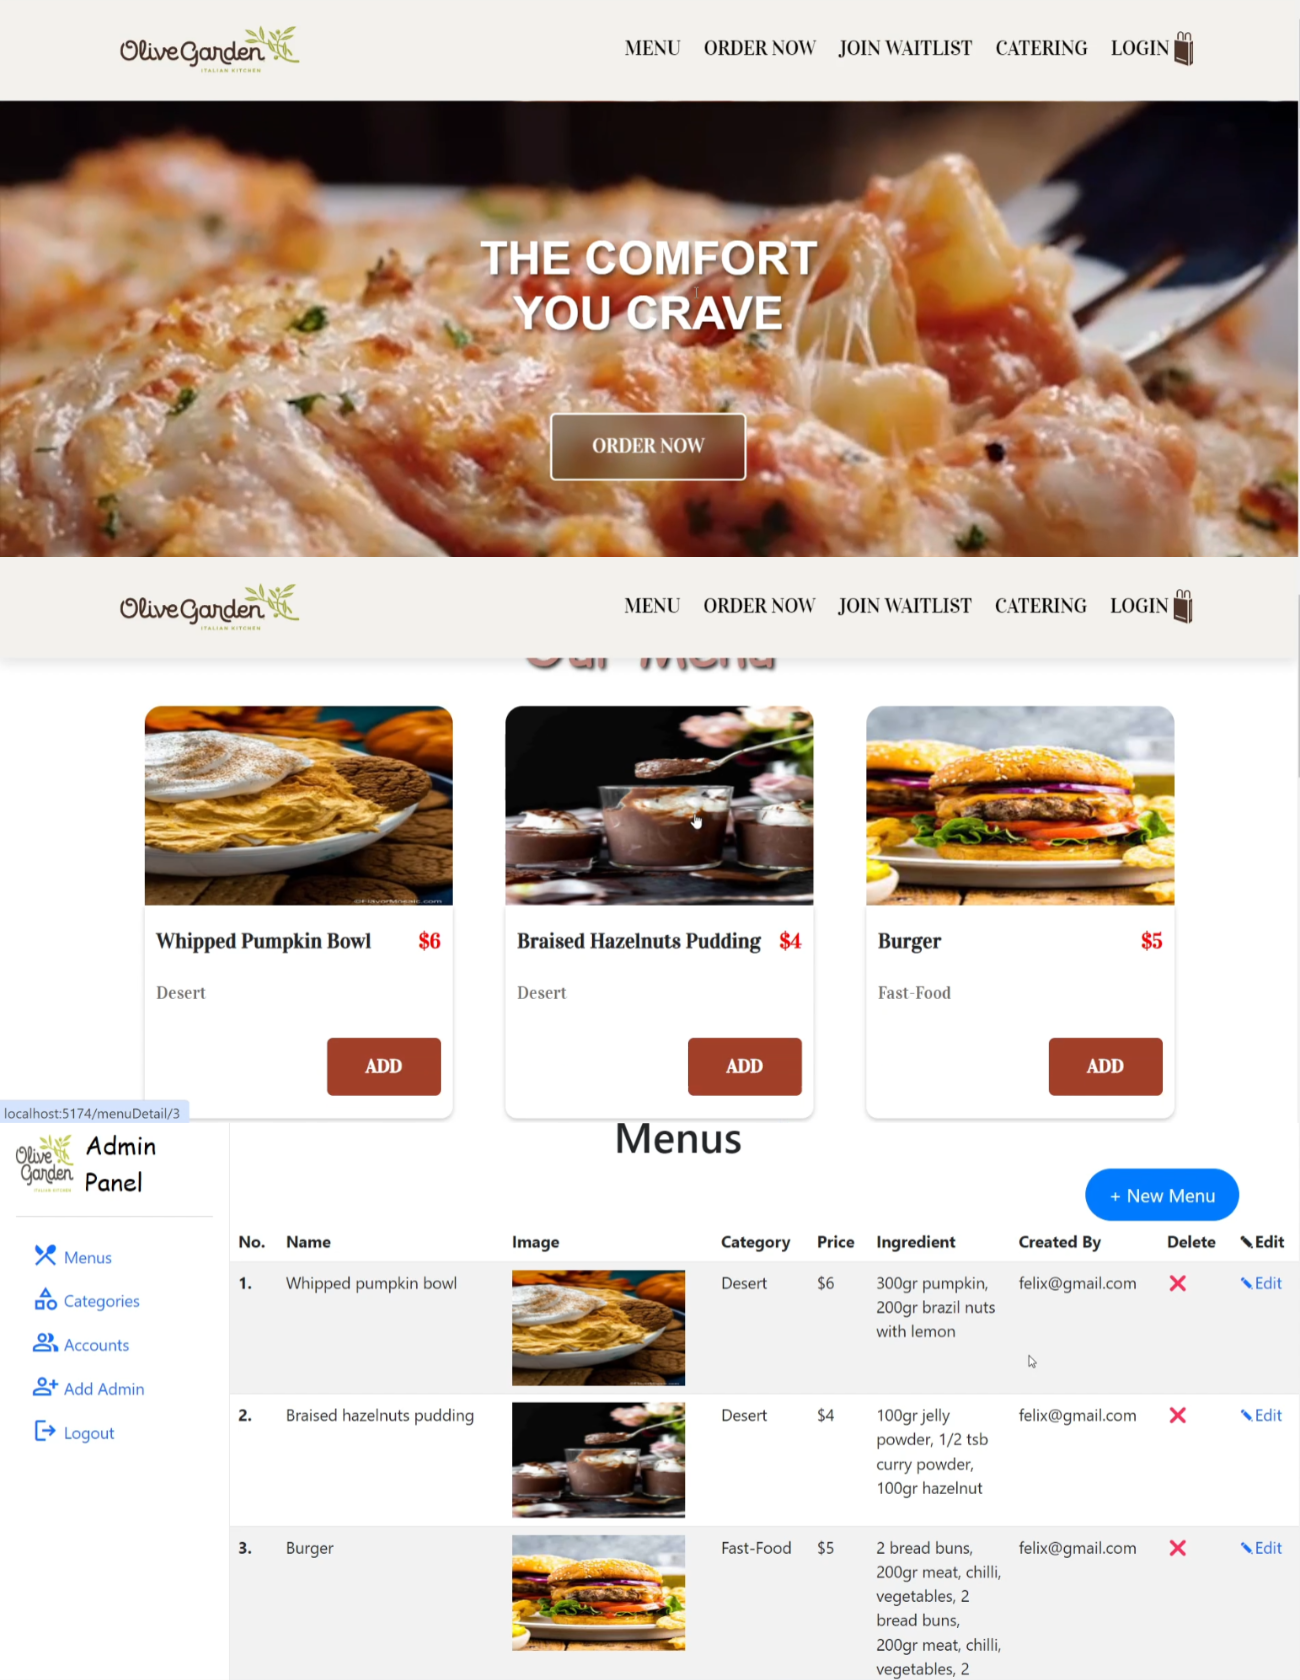 Olive Garden
ITALIAN KITCHEN
MENU ORDER NOW JOIN WAITLIST CATERING LOGIN
THE COMFORT
YOU CRAVE
ORDER NOW
Olive Garden
ITALIAN KITCHEN
MENU ORDER NOW JOIN WAITLIST CATERING LOGIN
Our Menu
Whipped Pumpkin Bowl $6
Desert
ADD
Braised Hazelnuts Pudding $4
Desert
ADD
Burger $5
Fast-Food
ADD
localhost:5174/menuDetail/3
Olive
Garden
Admin
Panel
Menus
Categories
Accounts
Add Admin
Logout
Menus
+ New Menu
No. Name Image Category Price Ingredient Created By Delete Edit
1. Whipped pumpkin bowl Desert $6 300gr pumpkin, felix@gmail.com Edit
200gr brazil nuts
with lemon
2. Braised hazelnuts pudding Desert $4 100gr jelly felix@gmail.com Edit
powder, 1/2 tsb
curry powder,
100gr hazelnut
3. Burger Fast-Food $5 2 bread buns, felix@gmail.com Edit
200gr meat, chilli,
vegetables, 2
bread buns,
200gr meat, chilli,
vegetables, 2